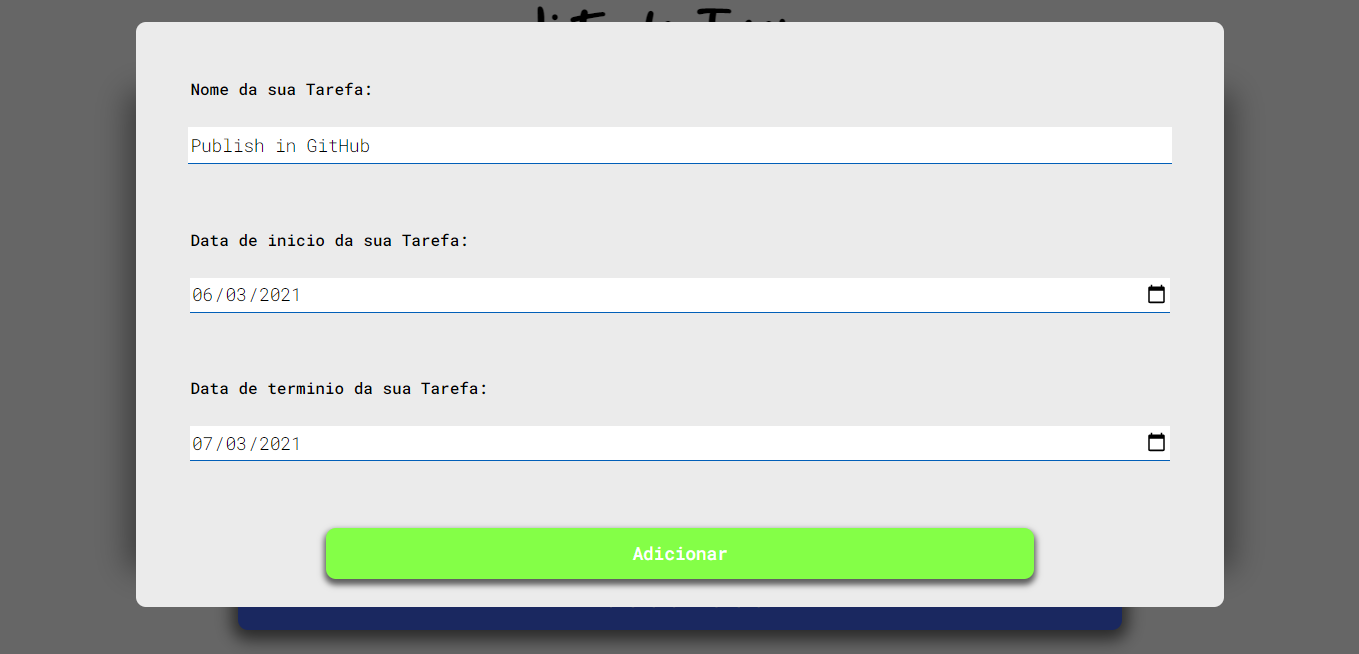 Nome da sua Tarefa:
Publish in GitHub
Data de inicio da sua Tarefa:
06/03/2021
Data de terminio da sua Tarefa:
07/03/2021
Adicionar